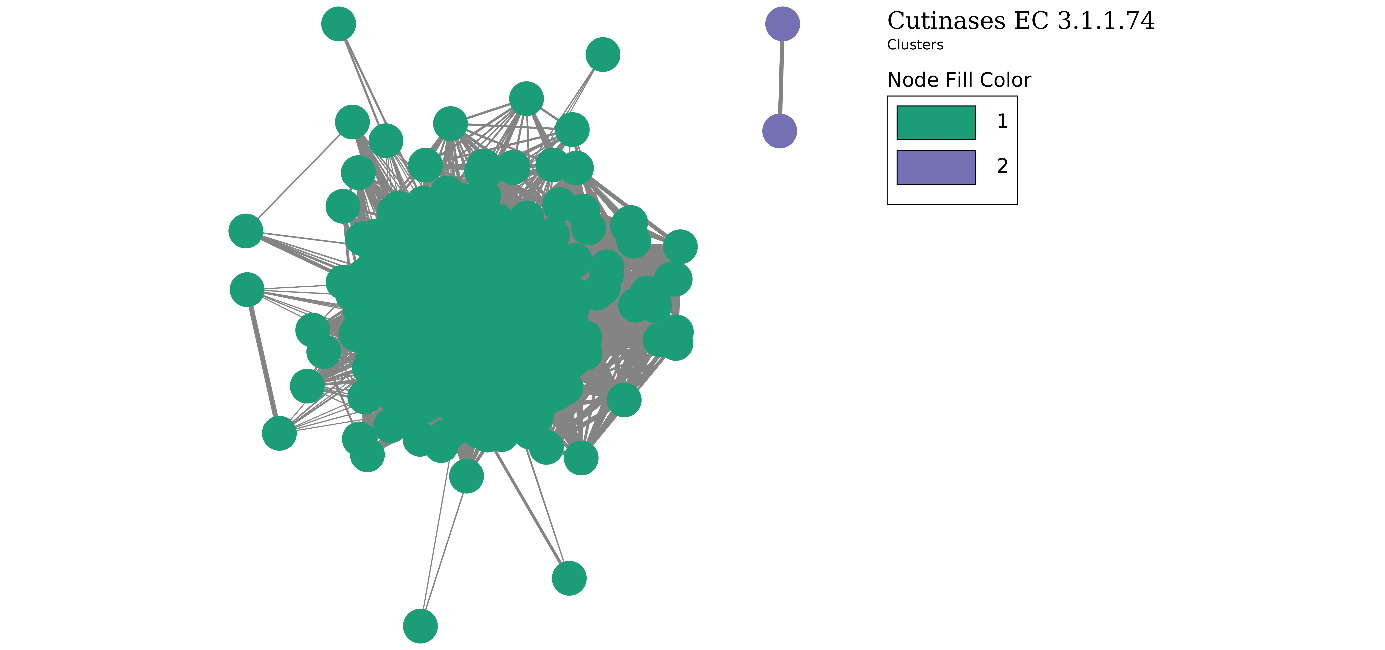 Cutinases EC 3.1.1.74
Clusters
Node Fill Color
1
2